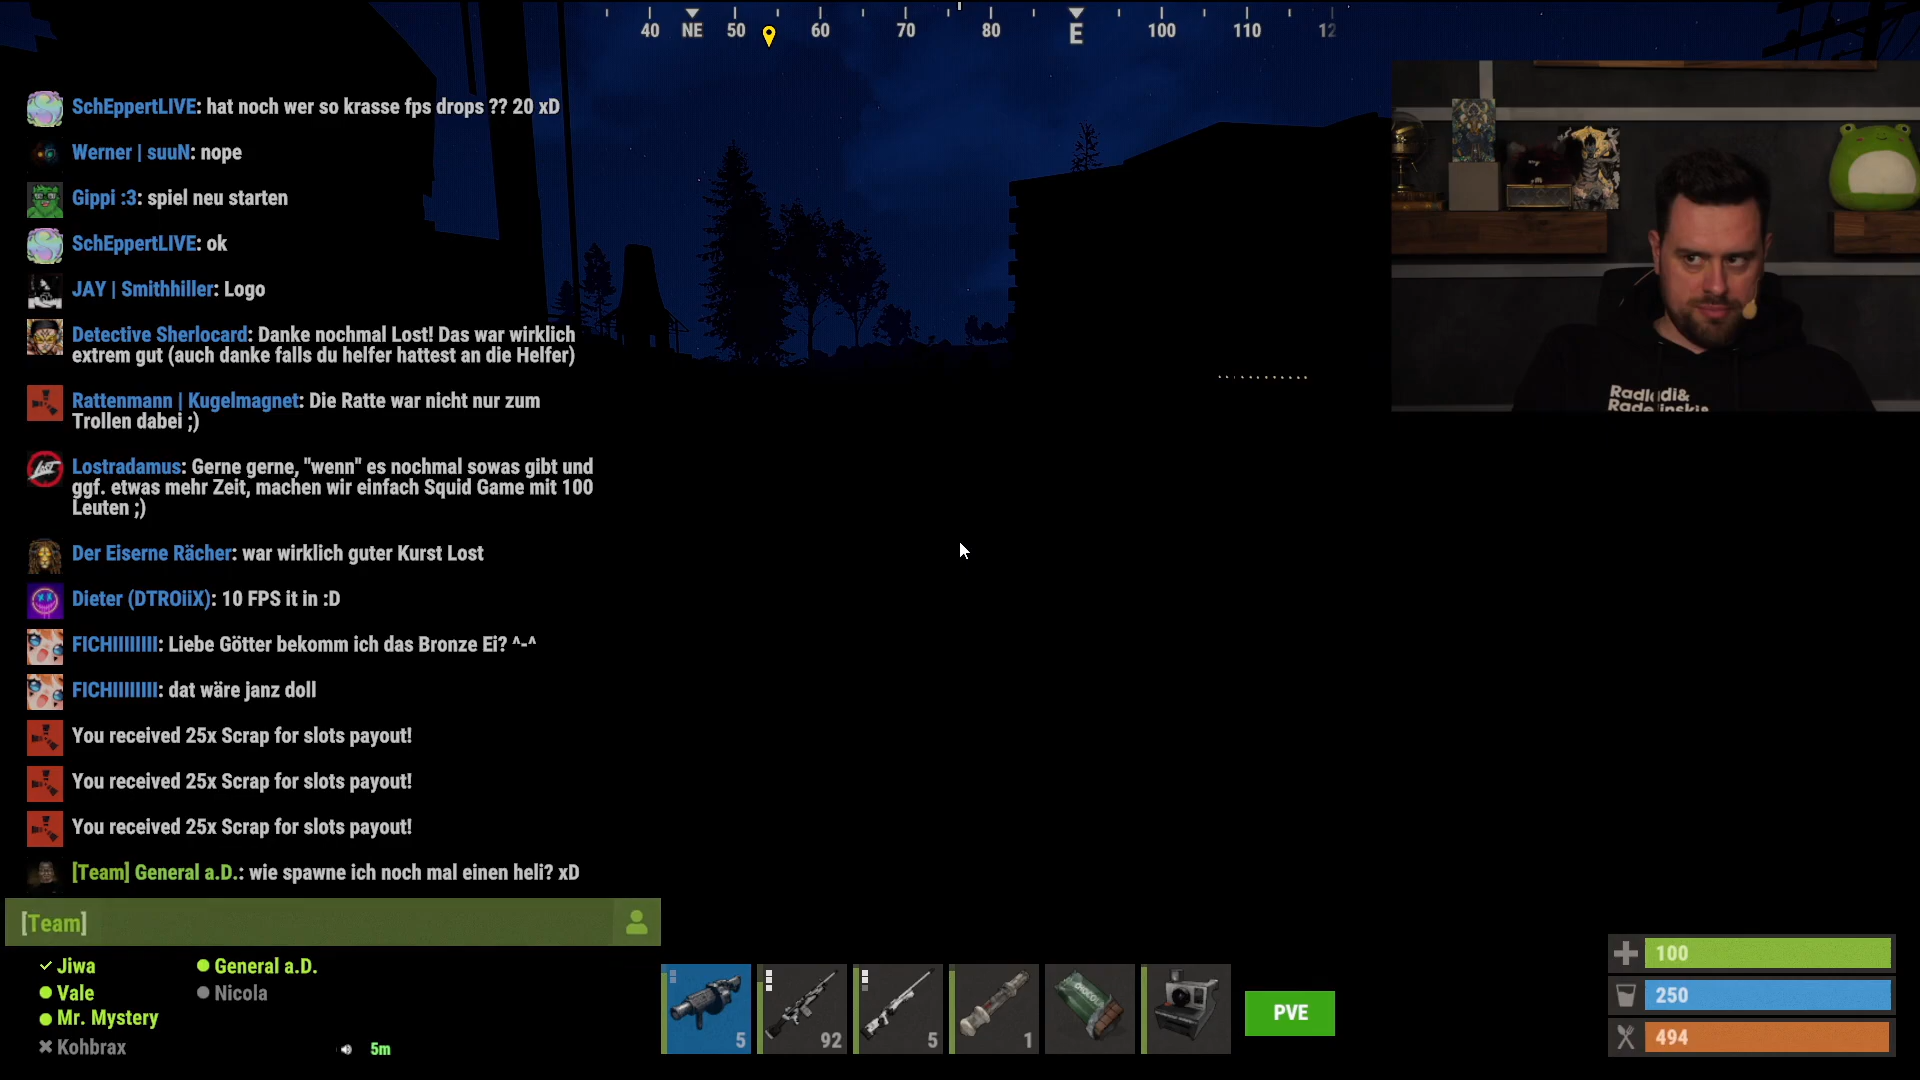 40 NE 50 60 70 80 E 100 110 12
SchEppertLIVE: hat noch wer so krasse fps drops ?? 20 xD
Werner | suuN: nope
Gippi :3: spiel neu starten
SchEppertLIVE: ok
JAY | Smithhiller: Logo
Detective Sherlocard: Danke nochmal Lost! Das war wirklich
extrem gut (auch danke falls du helfer hattest an die Helfer)
Rattenmann | Kugelmagnet: Die Ratte war nicht nur zum
Trollen dabei ;)
Lostradamus: Gerne gerne, "wenn" es nochmal sowas gibt und
ggf. etwas mehr Zeit, machen wir einfach Squid Game mit 100
Leuten ;)
Der Eiserne Rächer: war wirklich guter Kurst Lost
Dieter (DTROiiX): 10 FPS it in :D
FICHIIIIIIII: Liebe Götter bekomm ich das Bronze Ei? ^-^
FICHIIIIIIII: dat wäre janz doll
You received 25x Scrap for slots payout!
You received 25x Scrap for slots payout!
You received 25x Scrap for slots payout!
[Team] General a.D.: wie spawne ich noch mal einen heli? xD
[Team]
Jiwa General a.D.
Vale Nicola
Mr. Mystery
Kohbrax 5m
5 92 5 1
PVE
100
250
494